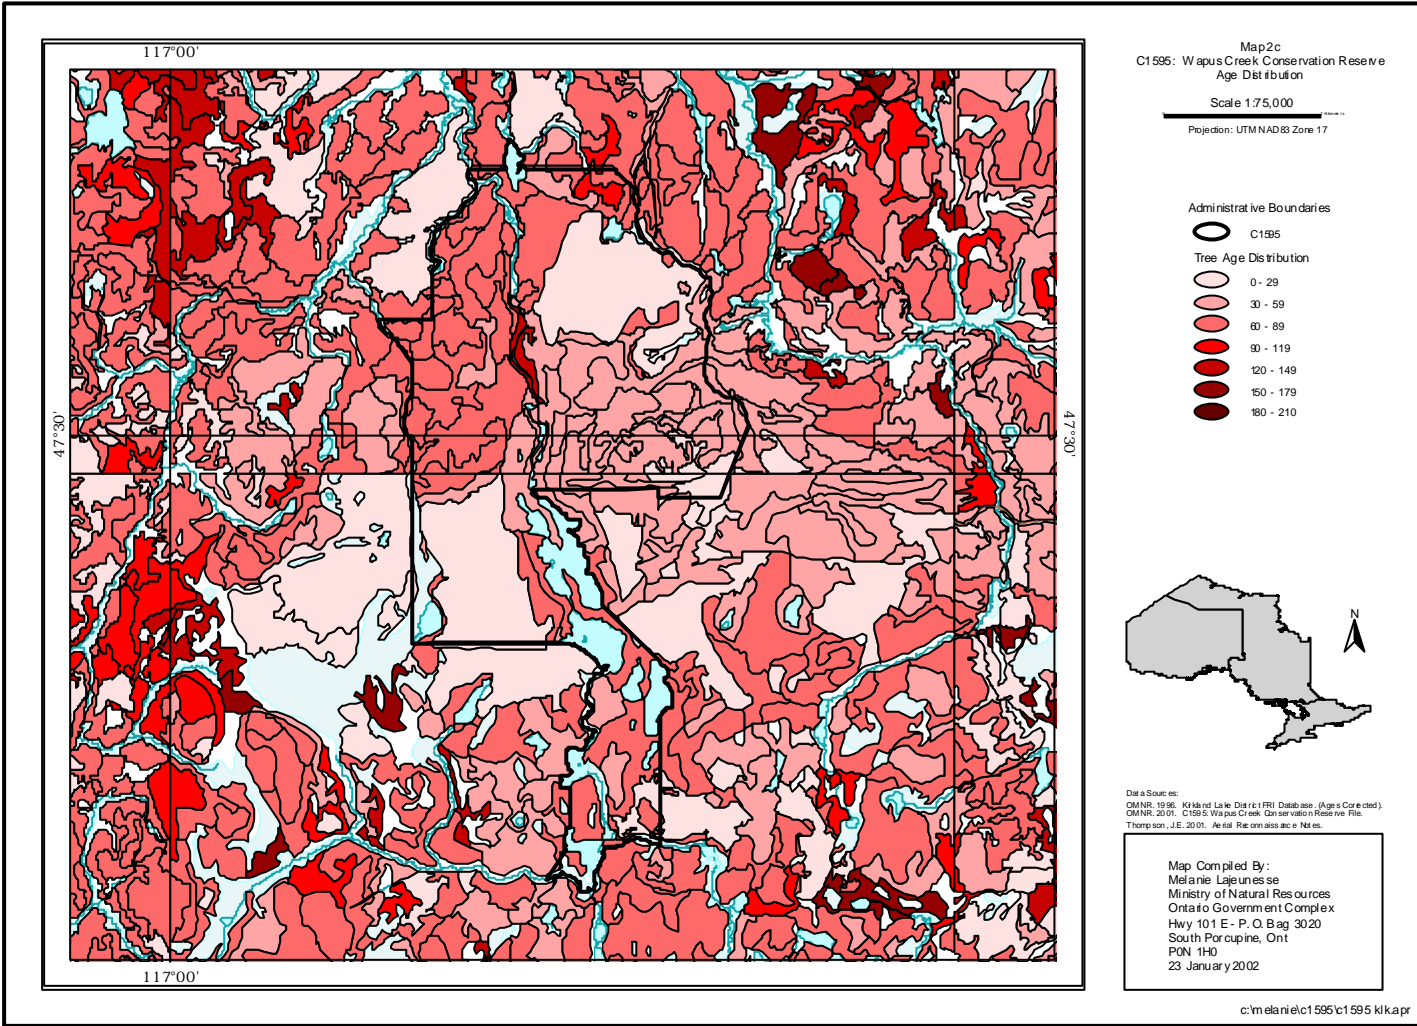 117°00'
Map 2c
C1595: Wapus Creek Conservation Reserve
Age Distribution
Scale 1:75,000
Projection: UTM NAD83 Zone 17
Administrative Boundaries
C1595
Tree Age Distribution
0 - 29
30 - 59
60 - 89
90 - 119
120 - 149
150 - 179
180 - 210
47°30'
47°30'
N
Data Sources:
OMNR. 1996. Kirkland Lake District FRI Database. (Ages Corrected).
OMNR. 2001. C1595: Wapus Creek Conservation Reserve File.
Thompson, J.E. 2001. Aerial Reconnaissance Notes.
Map Compiled By:
Melanie Lajeunesse
Ministry of Natural Resources
Ontario Government Complex
Hwy 101 E - P.O. Bag 3020
South Porcupine, Ont
P0N 1H0
23 January 2002
117°00'
c:\melanie\c1595\c1595 klk.apr